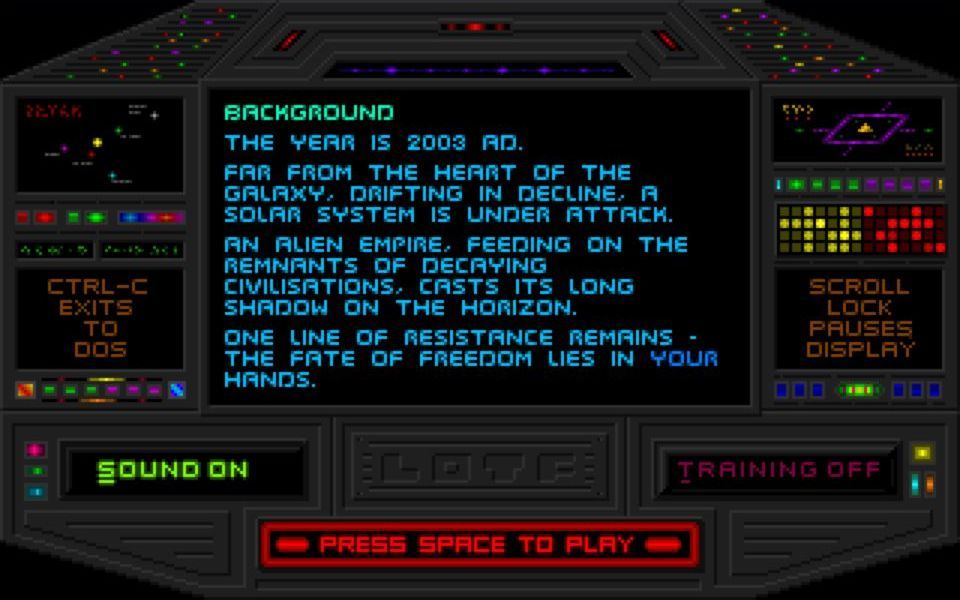 BACKGROUND
THE YEAR IS 2003 AD.
FAR FROM THE HEART OF THE
GALAXY, DRIFTING IN DECLINE, A
SOLAR SYSTEM IS UNDER ATTACK.
AN ALIEN EMPIRE, FEEDING ON THE
REMNANTS OF DECAYING
CIVILISATIONS, CASTS ITS LONG
SHADOW ON THE HORIZON.
ONE LINE OF RESISTANCE REMAINS -
THE FATE OF FREEDOM LIES IN YOUR
HANDS.
CTRL-C
EXITS
TO
DOS
SCROLL
LOCK
PAUSES
DISPLAY
SOUND ON
LOTF
TRAINING OFF
PRESS SPACE TO PLAY